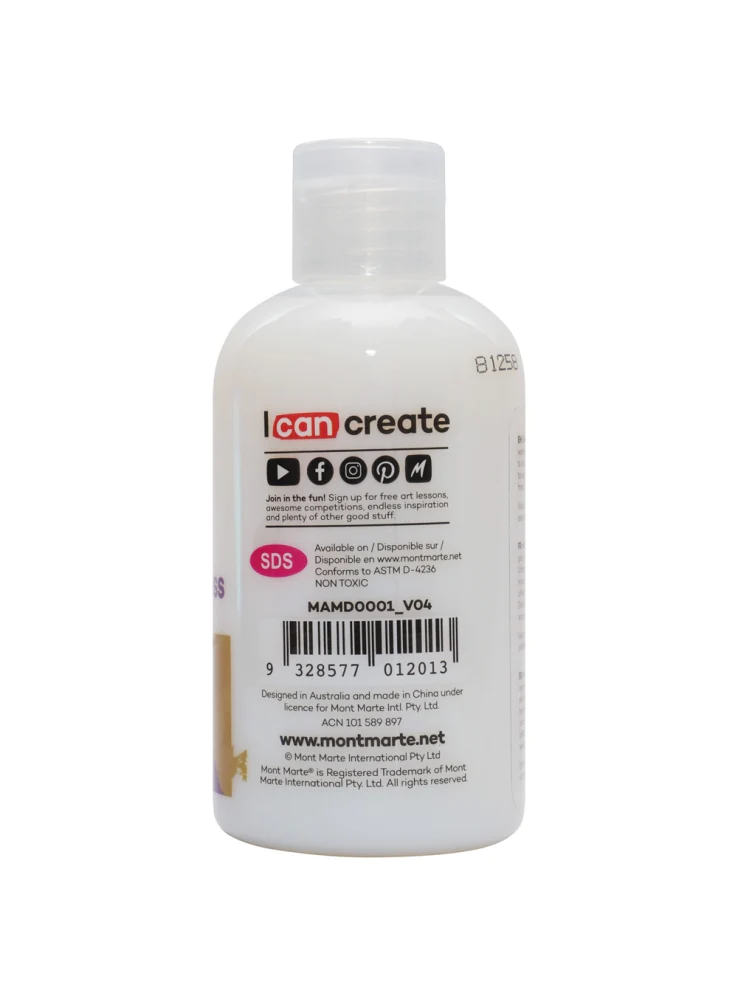 B1258
I can create
Join in the fun! Sign up for free art lessons,
awesome competitions, endless inspiration
and plenty of other good stuff.
SDS
Available on / Disponible sur /
Disponible en www.montmarte.net
Conforms to ASTM D-4236
NON TOXIC
MAMD0001_V04
9 328577 012013
Designed in Australia and made in China under
licence for Mont Marte Intl. Pty. Ltd.
ACN 101 589 897
www.montmarte.net
© Mont Marte International Pty Ltd
Mont Marte® is Registered Trademark of Mont
Marte International Pty. Ltd. All rights reserved.